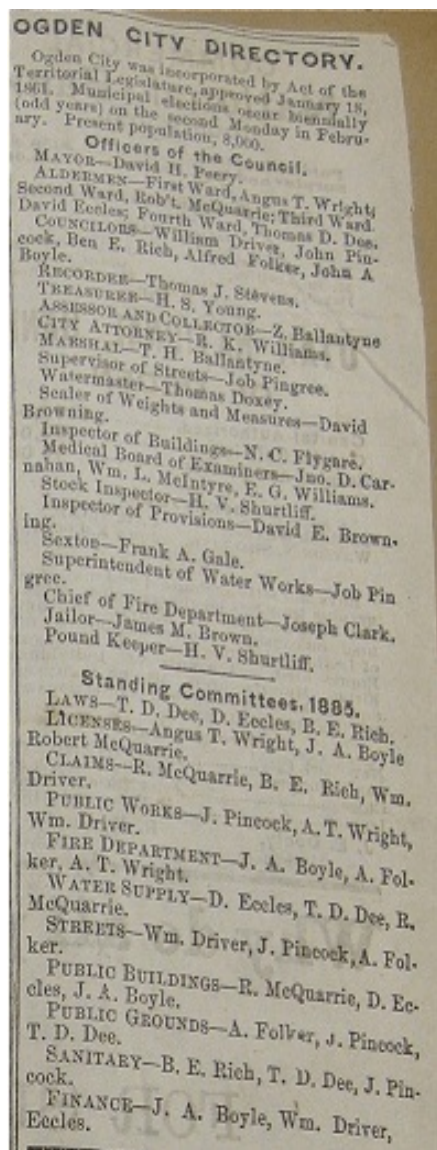 OGDEN CITY DIRECTORY.
Ogden City was incorporated by Act of the
Territorial Legislature, approved January 18,
1861. Municipal elections occur biennially
(odd years) on the second Monday in Febru-
ary. Present population, 8,000.
Officers of the Council.
MAYOR—David H. Peery.
ALDERMEN—First Ward, Angus T. Wright;
Second Ward, Rob't. McQuarrie; Third Ward.
David Eccles; Fourth Ward, Thomas D. Dee.
COUNCILORS—William Driver, John Pin-
cock, Ben E. Rich, Alfred Folker, John A
Boyle.
RECORDER—Thomas J. Stevens.
TREASURER—H. S. Young.
ASSESSOR AND COLLECTOR—Z. Ballantyne
CITY ATTORNEY—R. K. Williams.
MARSHAL—T. H. Ballantyne.
Supervisor of Streets—Job Pingree.
Watermaster—Thomas Doxey.
Sealer of Weights and Measures—David
Browning.
Inspector of Buildings—N. C. Flygare.
Medical Board of Examiners—Jno. D. Car-
nahan, Wm. L. McIntyre, E. G. Williams.
Stock Inspector—H. V. Shurtliff.
Inspector of Provisions—David E. Brown-
ing.
Sexton—Frank A. Gale.
Superintendent of Water Works—Job Pin
gree.
Chief of Fire Department—Joseph Clark.
Jailor—James M. Brown.
Pound Keeper—H. V. Shurtliff.
Standing Committees, 1885.
LAWS—T. D. Dee, D. Eccles, B. E. Rich.
LICENSES—Angus T. Wright, J. A. Boyle
Robert McQuarrie.
CLAIMS—R. McQuarrie, B. E. Rich, Wm.
Driver.
PUBLIC WORKS—J. Pincock, A. T. Wright,
Wm. Driver.
FIRE DEPARTMENT—J. A. Boyle, A. Fol-
ker, A. T. Wright.
WATER SUPPLY—D. Eccles, T. D. Dee, R.
McQuarrie.
STREETS—Wm. Driver, J. Pincock, A. Fol-
ker.
PUBLIC BUILDINGS—R. McQuarrie, D. Ec-
cles, J. A. Boyle.
PUBLIC GROUNDS—A. Folker, J. Pincock,
T. D. Dee.
SANITARY—B. E. Rich, T. D. Dee, J. Pin-
cock.
FINANCE—J. A. Boyle, Wm. Driver,
Eccles.